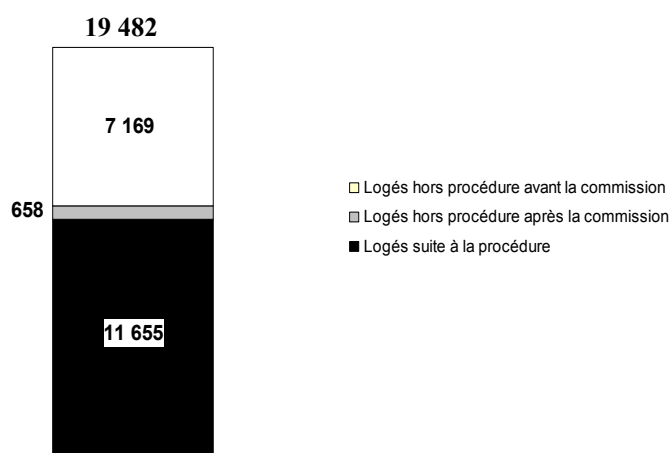 19 482
7 169
658
11 655
Logés hors procédure avant la commission
Logés hors procédure après la commission
Logés suite à la procédure